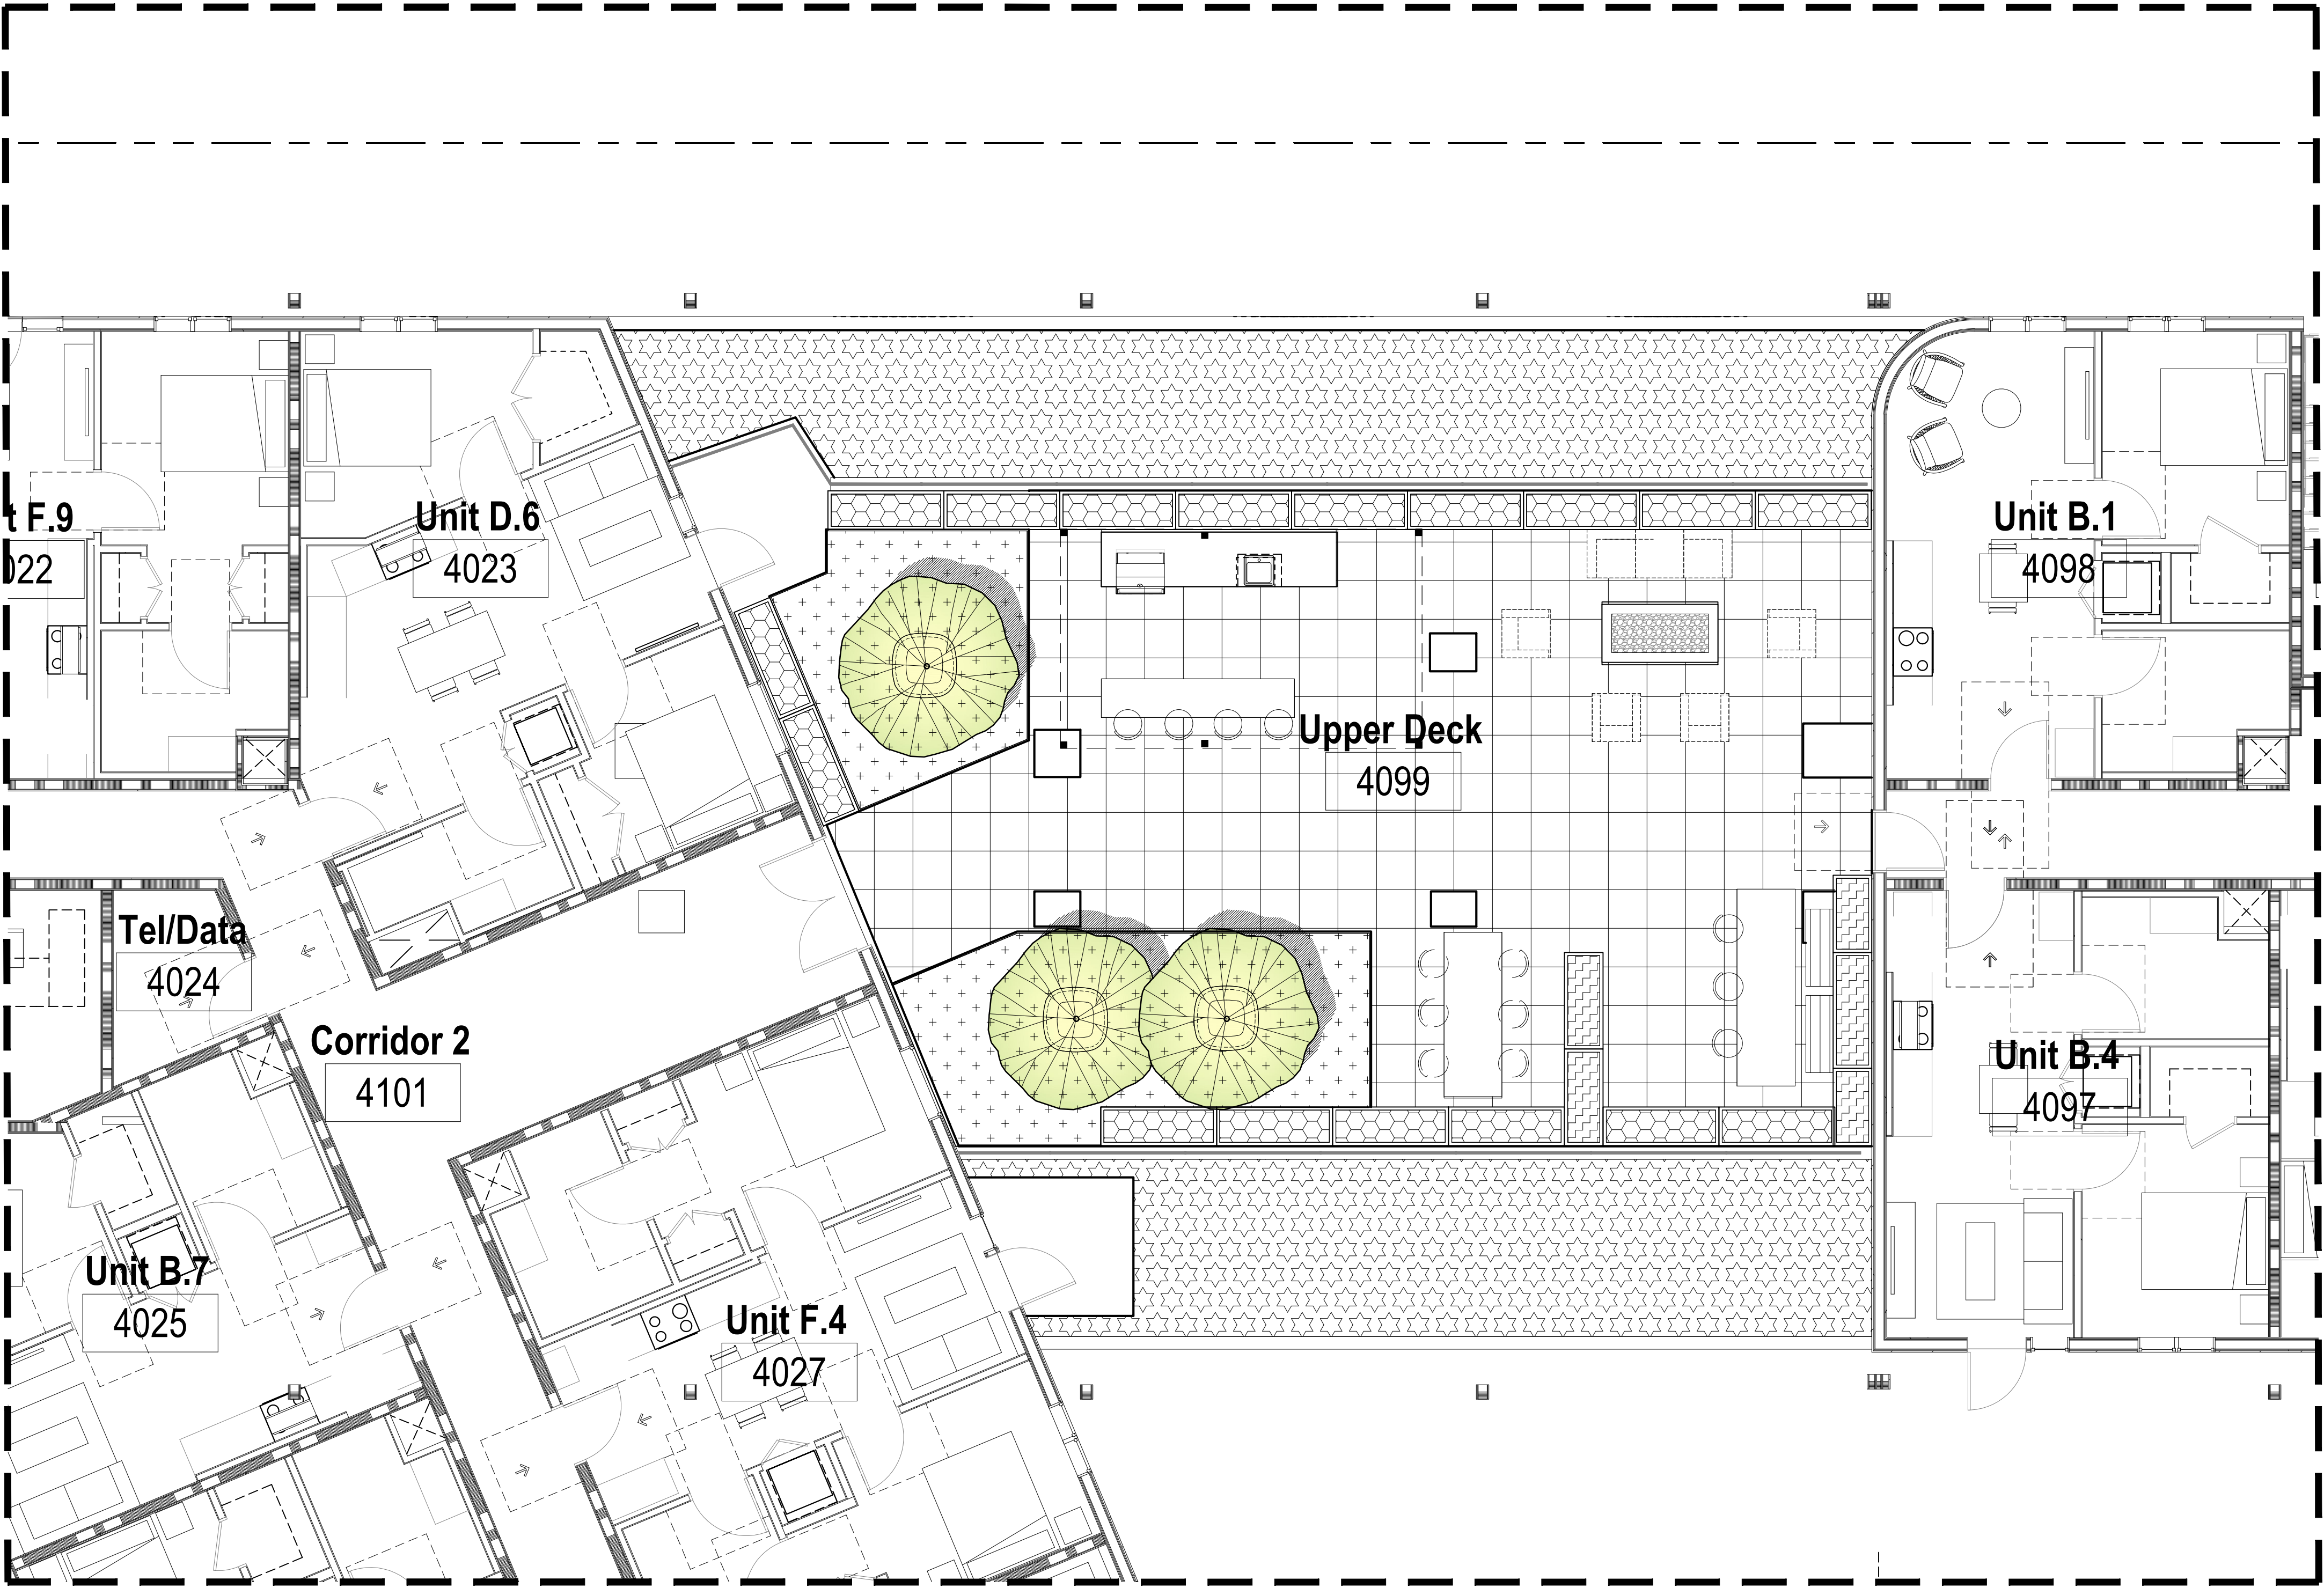 t F.9
022
Unit D.6
4023
Unit B.1
4098
Upper Deck
4099
Tel/Data
4024
Corridor 2
4101
Unit B.4
4097
Unit B.7
4025
Unit F.4
4027